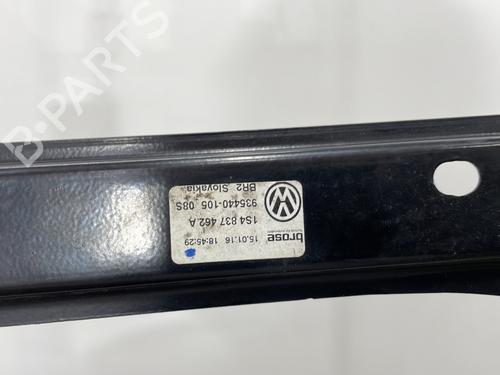 B-PARTS
brose
15.01.16 18:45:29
1S4 837 462 A
935440-105 08S
BR2 Slovakia